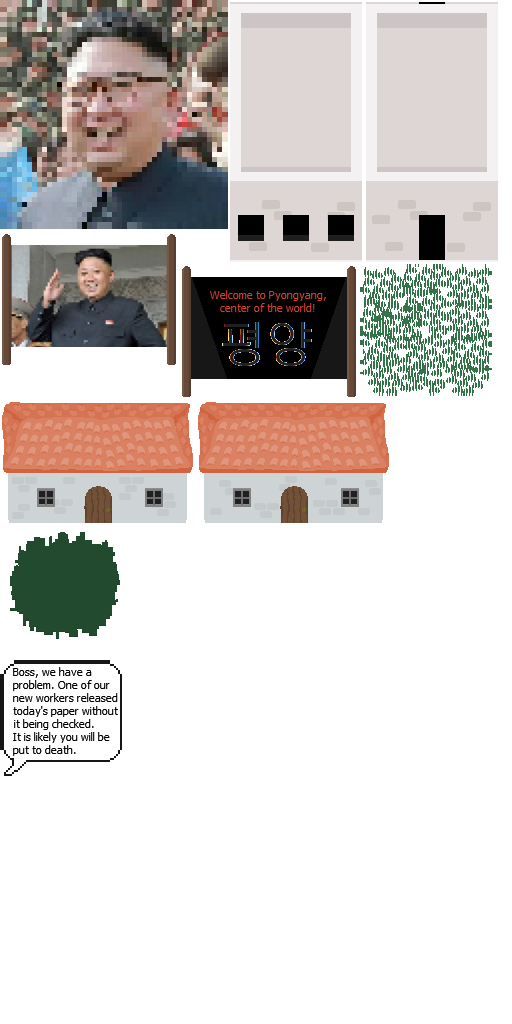 Welcome to Pyongyang,
center of the world!
평양
Boss, we have a
problem. One of our
new workers released
today's paper without
it being checked.
It is likely you will be
put to death.